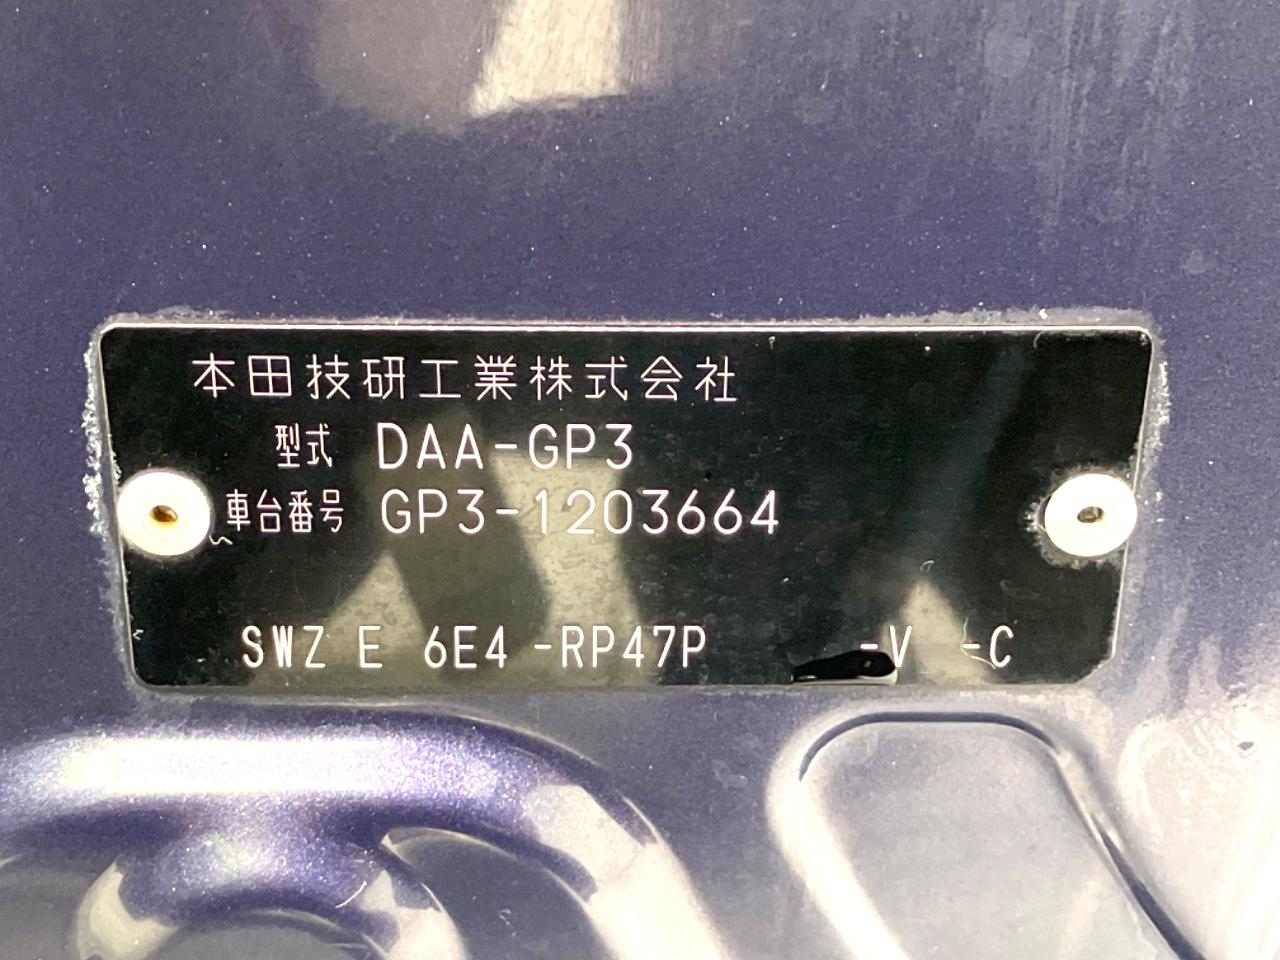 本田技研工業株式会社
型式 DAA-GP3
車台番号 GP3-1203664
SWZ E 6E4 -RP47P -V -C